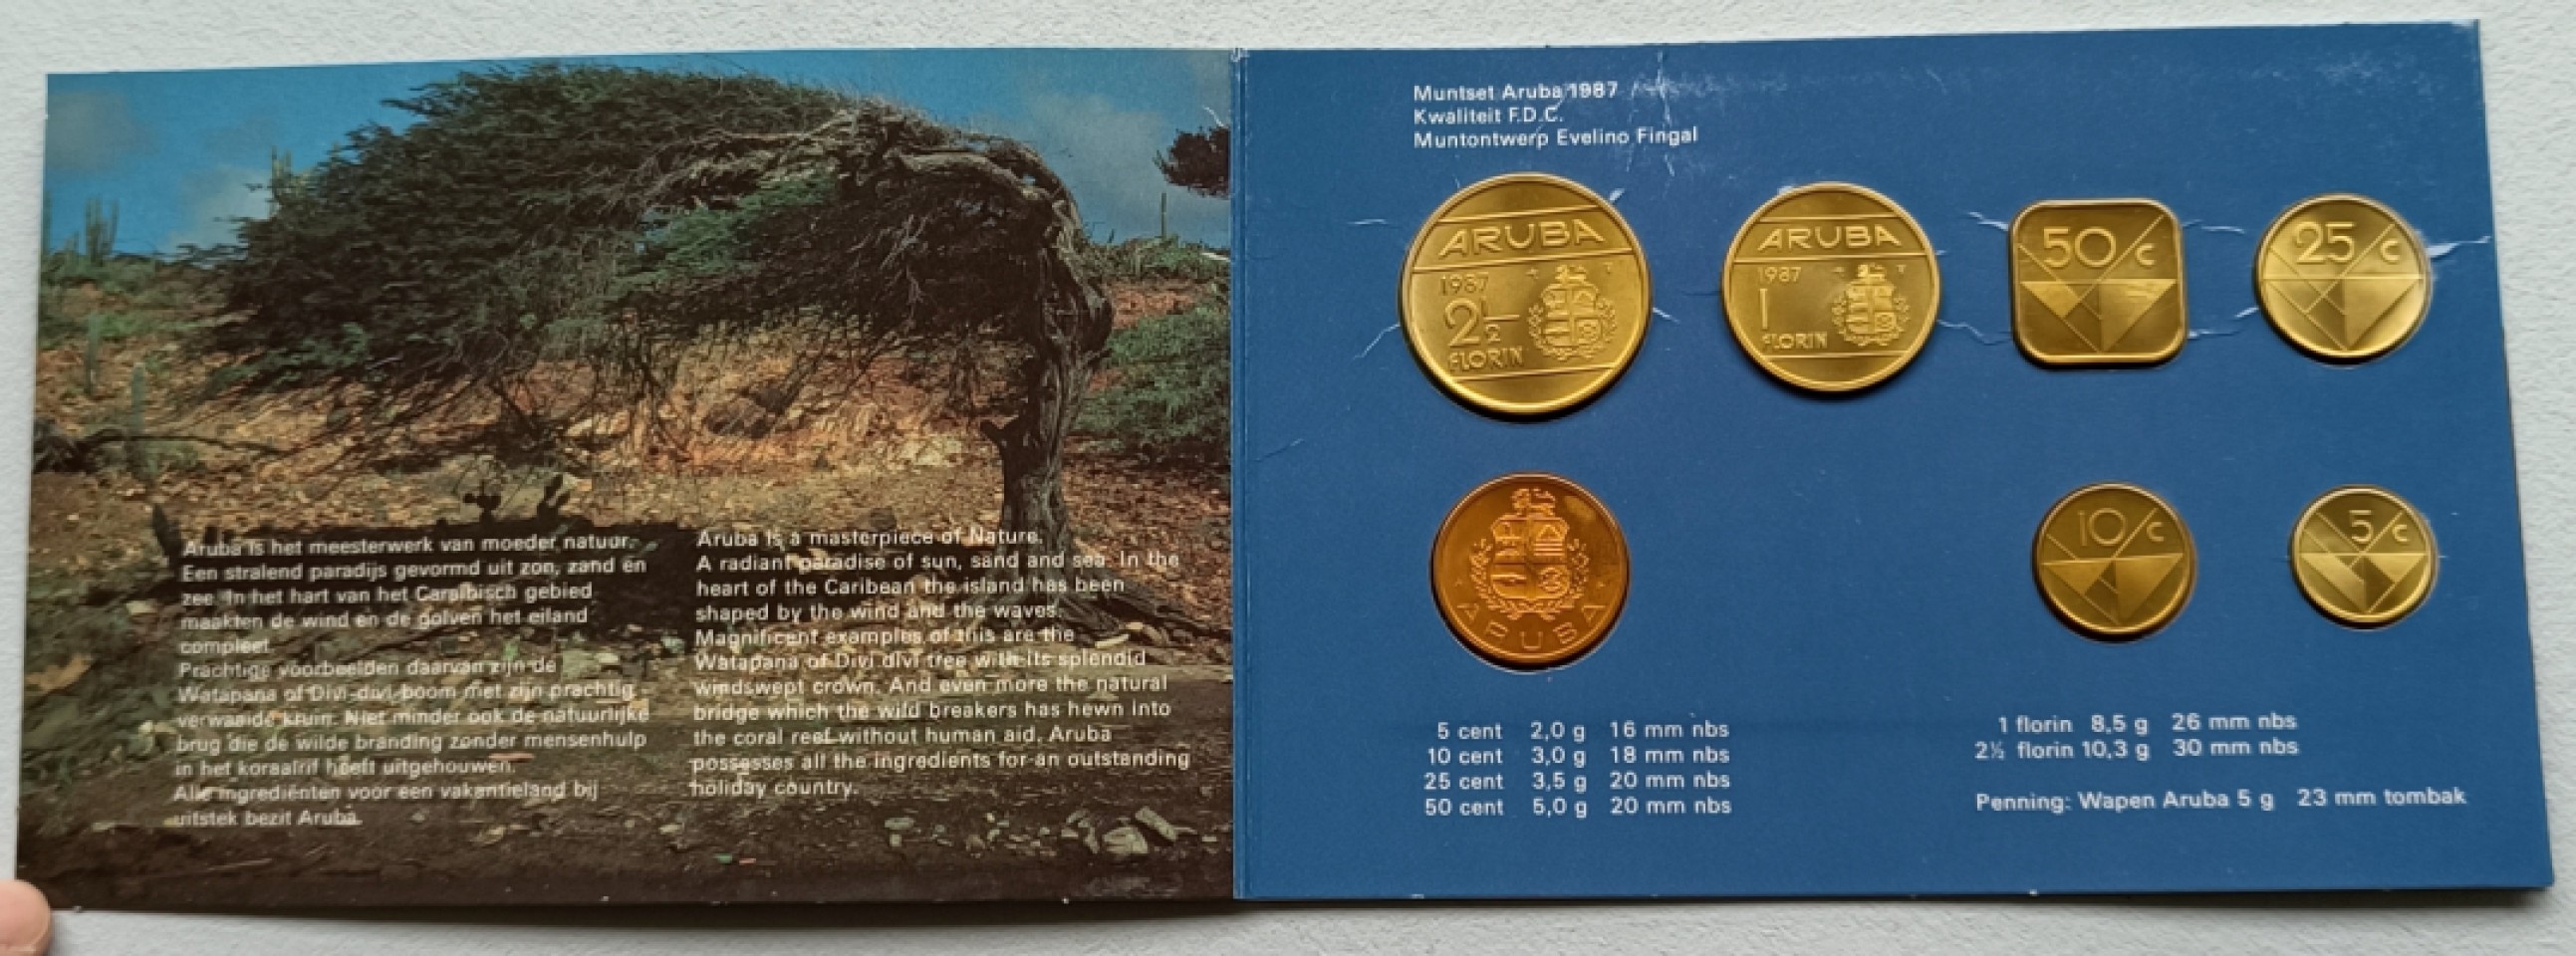 Aruba is het meesterwerk van moeder natuur.
Een stralend paradijs gevormd uit zon, zand en
zee. In het hart van het Caraïbisch gebied
maakten de wind en de golven het eiland
compleet.
Prachtige voorbeelden daarvan zijn de
Watapana of Divi-divi-boom met zijn prachtig
verwaaide kruin. Niet minder ook de natuurlijke
brug die de wilde branding zonder mensenhulp
in het koraalrif heeft uitgehouwen.
Alle ingrediënten voor een vakantieland bij
uitstek bezit Aruba.
Aruba is a masterpiece of Nature.
A radiant paradise of sun, sand and sea. In the
heart of the Caribean the island has been
shaped by the wind and the waves.
Magnificent examples of this are the
Watapana of Divi divi tree with its splendid
windswept crown. And even more the natural
bridge which the wild breakers has hewn into
the coral reef without human aid. Aruba
possesses all the ingredients for an outstanding
holiday country.
Muntset Aruba 1987
Kwaliteit F.D.C.
Muntontwerp Evelino Fingal
ARUBA
1987
2½
FLORIN
ARUBA
1987
1
FLORIN
50 c
25 c
ARUBA
10 c
5 c
5 cent 2,0 g 16 mm nbs
10 cent 3,0 g 18 mm nbs
25 cent 3,5 g 20 mm nbs
50 cent 5,0 g 20 mm nbs
1 florin 8,5 g 26 mm nbs
2½ florin 10,3 g 30 mm nbs
Penning: Wapen Aruba 5 g 23 mm tombak